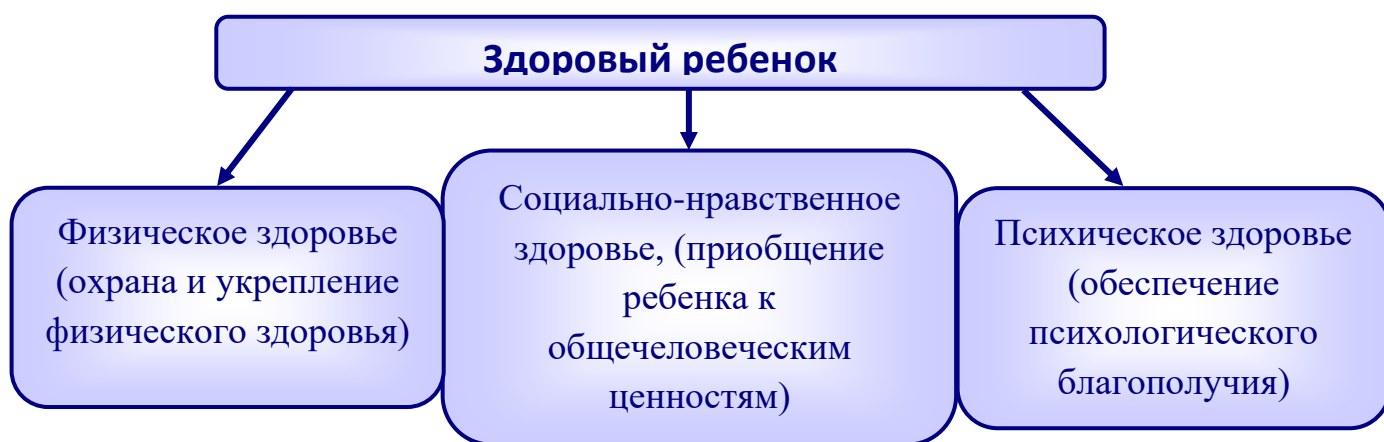 Здоровый ребенок
Физическое здоровье
(охрана и укрепление
физического здоровья)
Социально-нравственное
здоровье, (приобщение
ребенка к
общечеловеческим
ценностям)
Психическое здоровье
(обеспечение
психологического
благополучия)